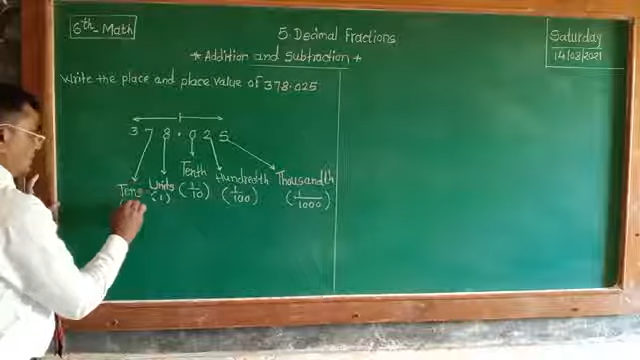 6th-Math
5. Decimal Fractions
Saturday
14/08/2021
* Addition and Subtraction *
Write the place and place value of 378.025
3 7 8 . 0 2 5
Tens Units Tenth Hundredth Thousandth
(1) (1/10) (1/100) (1/1000)